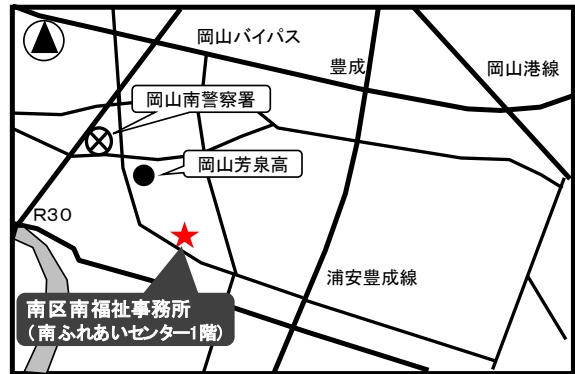 岡山バイパス
豊成
岡山港線
岡山南警察署
岡山芳泉高
R30
浦安豊成線
南区南福祉事務所
（南ふれあいセンター1階）